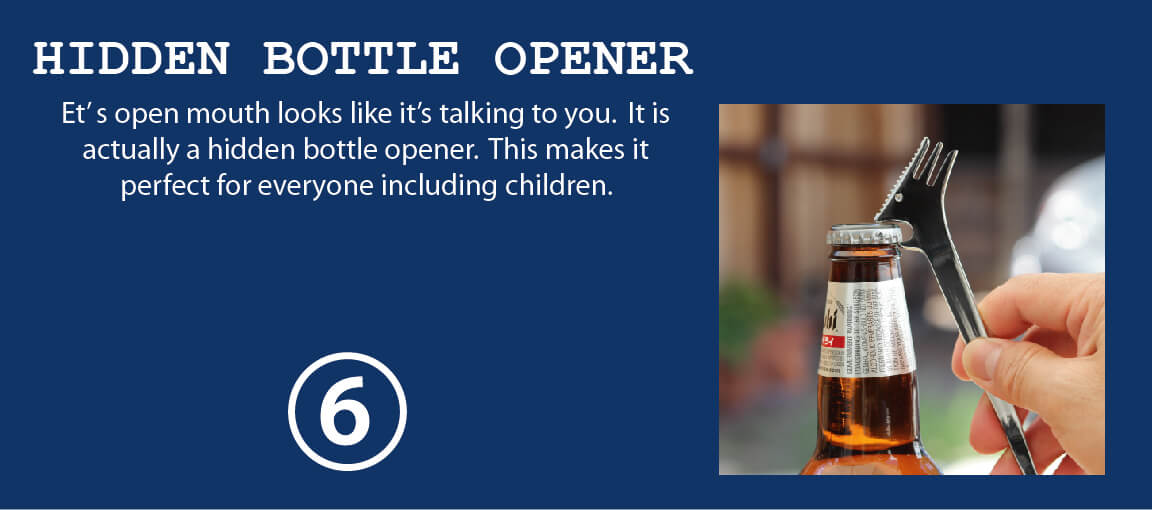 HIDDEN BOTTLE OPENER
Et’ s open mouth looks like it’s talking to you. It is
actually a hidden bottle opener. This makes it
perfect for everyone including children.
6